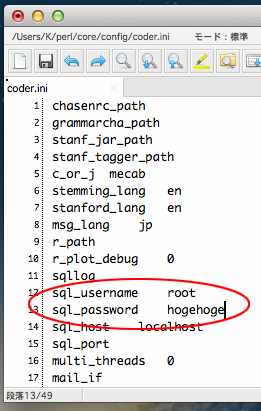 /Users/K/perl/core/config/coder.ini モード：標準
coder.ini
1 chasenrc_path
2 grammarcha_path
3 stanf_jar_path
4 stanf_tagger_path
5 c_or_j mecab
6 stemming_lang en
7 stanford_lang en
8 msg_lang jp
9 r_path
10 r_plot_debug 0
11 sqllog
12 sql_username root
13 sql_password hogehoge
14 sql_host localhost
15 sql_port
16 multi_threads 0
17 mail_if
段落13/49